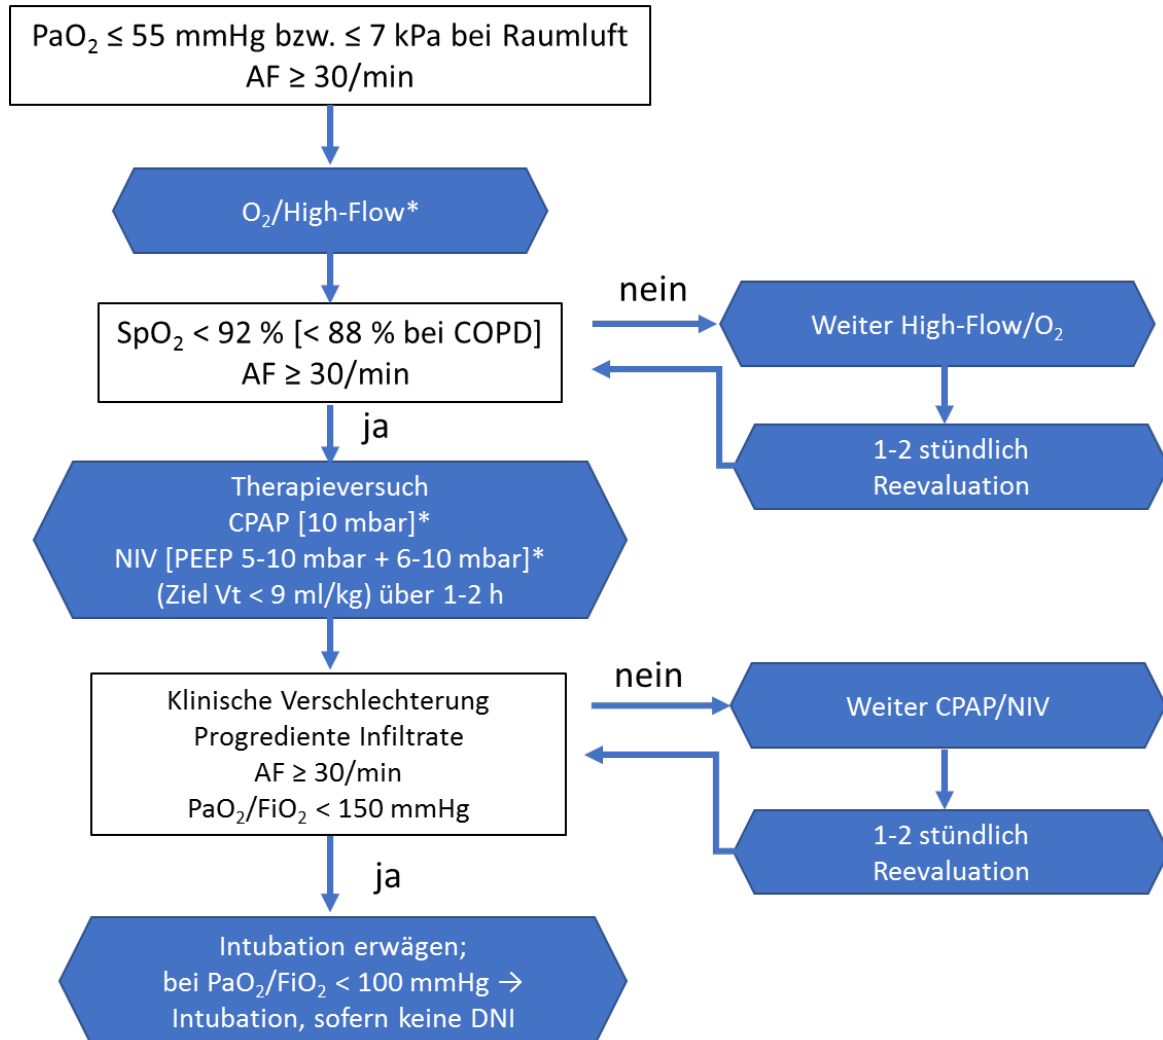 PaO₂ ≤ 55 mmHg bzw. ≤ 7 kPa bei Raumluft
AF ≥ 30/min
O₂/High-Flow*
SpO₂ < 92 % [< 88 % bei COPD]
AF ≥ 30/min
nein
Weiter High-Flow/O₂
1-2 stündlich
Reevaluation
ja
Therapieversuch
CPAP [10 mbar]*
NIV [PEEP 5-10 mbar + 6-10 mbar]*
(Ziel Vt < 9 ml/kg) über 1-2 h
Klinische Verschlechterung
Progrediente Infiltrate
AF ≥ 30/min
PaO₂/FiO₂ < 150 mmHg
nein
Weiter CPAP/NIV
1-2 stündlich
Reevaluation
ja
Intubation erwägen;
bei PaO₂/FiO₂ < 100 mmHg →
Intubation, sofern keine DNI